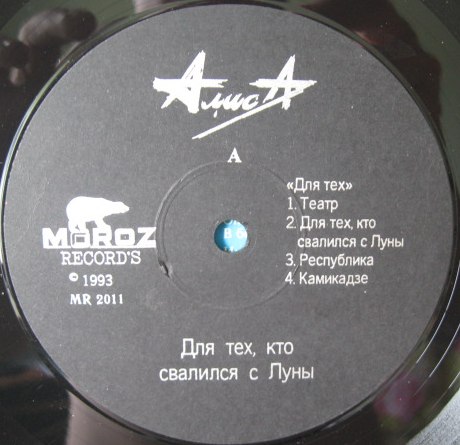 АлисА
A
«Для тех»
1. Театр
2. Для тех, кто
свалился с Луны
3. Республика
4. Камикадзе
MOROZ
RECORD'S
© 1993
MR 2011
Для тех, кто
свалился с Луны